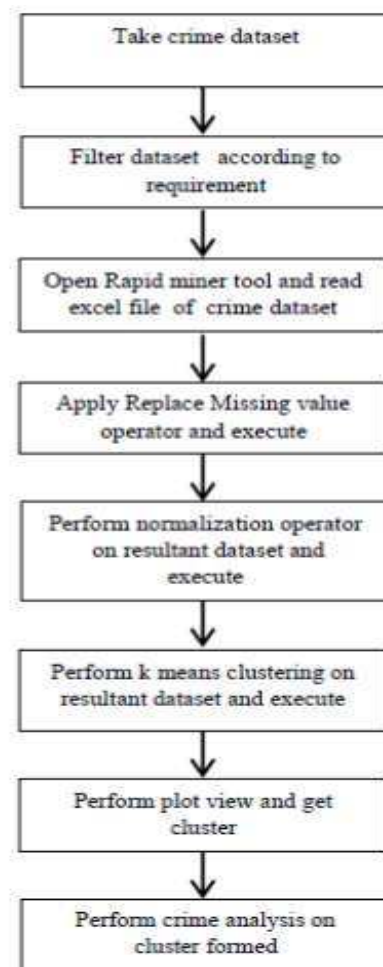 Take crime dataset
Filter dataset according to
requirement
Open Rapid miner tool and read
excel file of crime dataset
Apply Replace Missing value
operator and execute
Perform normalization operator
on resultant dataset and
execute
Perform k means clustering on
resultant dataset and execute
Perform plot view and get
cluster
Perform crime analysis on
cluster formed